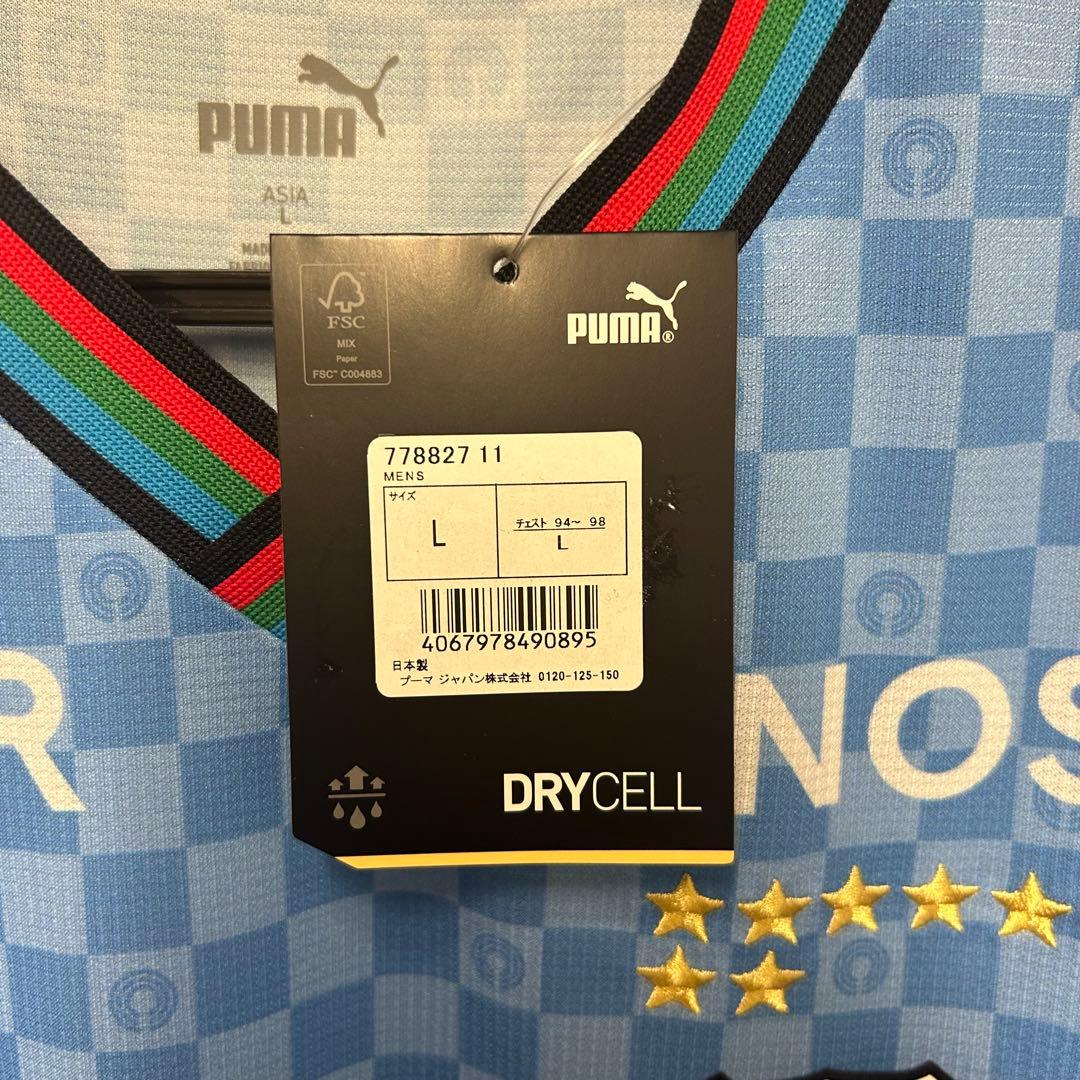 PUMA
ASIA
L
FSC
MIX
Paper
FSC™ C004883
PUMA®
778827 11
MENS
サイズ
L
チェスト 94~ 98
L
4067978490895
日本製
プーマ ジャパン株式会社 0120-125-150
DRYCELL
R
NOS